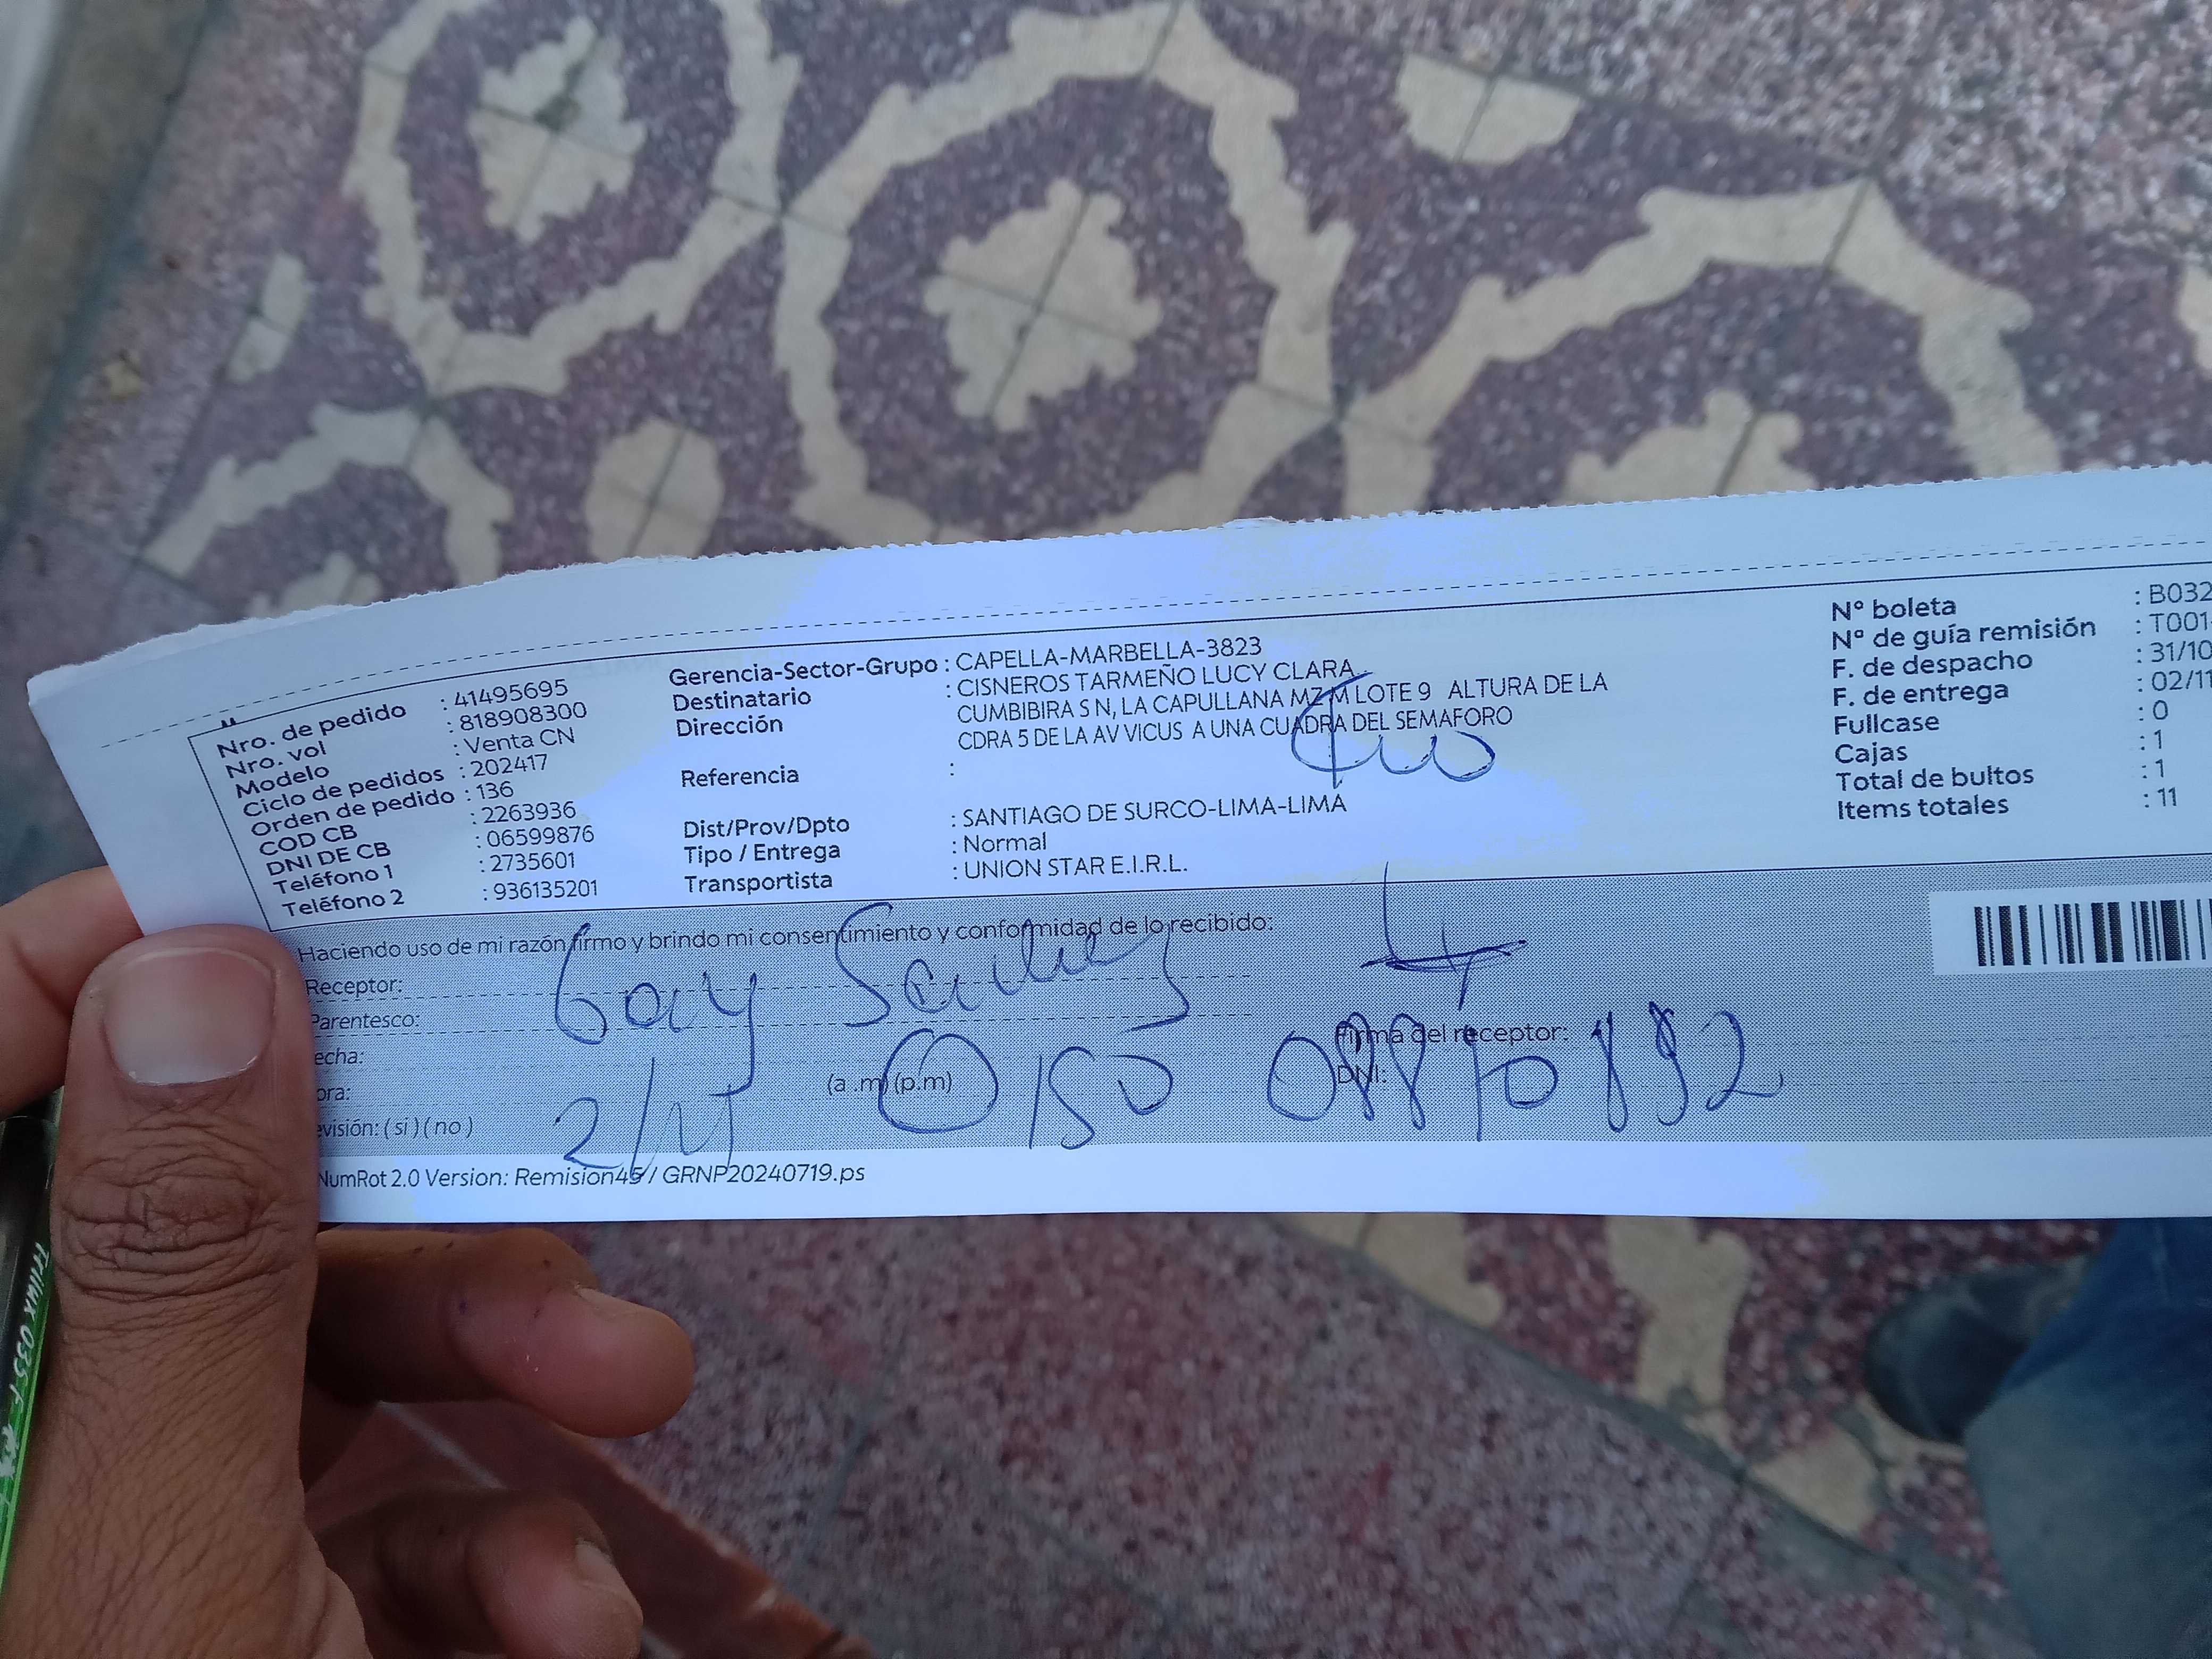 Nro. de pedido : 41495695
Nro. vol : 818908300
Modelo : Venta CN
Ciclo de pedidos : 202417
Orden de pedido : 136
COD CB : 2263936
DNI DE CB : 06599876
Teléfono 1 : 2735601
Teléfono 2 : 936135201
Gerencia-Sector-Grupo : CAPELLA-MARBELLA-3823
Destinatario : CISNEROS TARMEÑO LUCY CLARA
Dirección : CUMBIBIRA S N, LA CAPULLANA MZ M LOTE 9 ALTURA DE LA
CDRA 5 DE LA AV VICUS A UNA CUADRA DEL SEMAFORO
Referencia :
Dist/Prov/Dpto : SANTIAGO DE SURCO-LIMA-LIMA
Tipo / Entrega : Normal
Transportista : UNION STAR E.I.R.L.
N° boleta : B032
N° de guía remisión : T001-
F. de despacho : 31/10
F. de entrega : 02/11
Fullcase : 0
Cajas : 1
Total de bultos : 1
Items totales : 11
Haciendo uso de mi razón firmo y brindo mi consentimiento y conformidad de lo recibido:
Receptor:
Parentesco:
echa:
ora: (a .m) (p.m)
evisión: ( si ) ( no )
Firma del receptor:
DNI:
NumRot 2.0 Version: Remision45 / GRNP20240719.ps